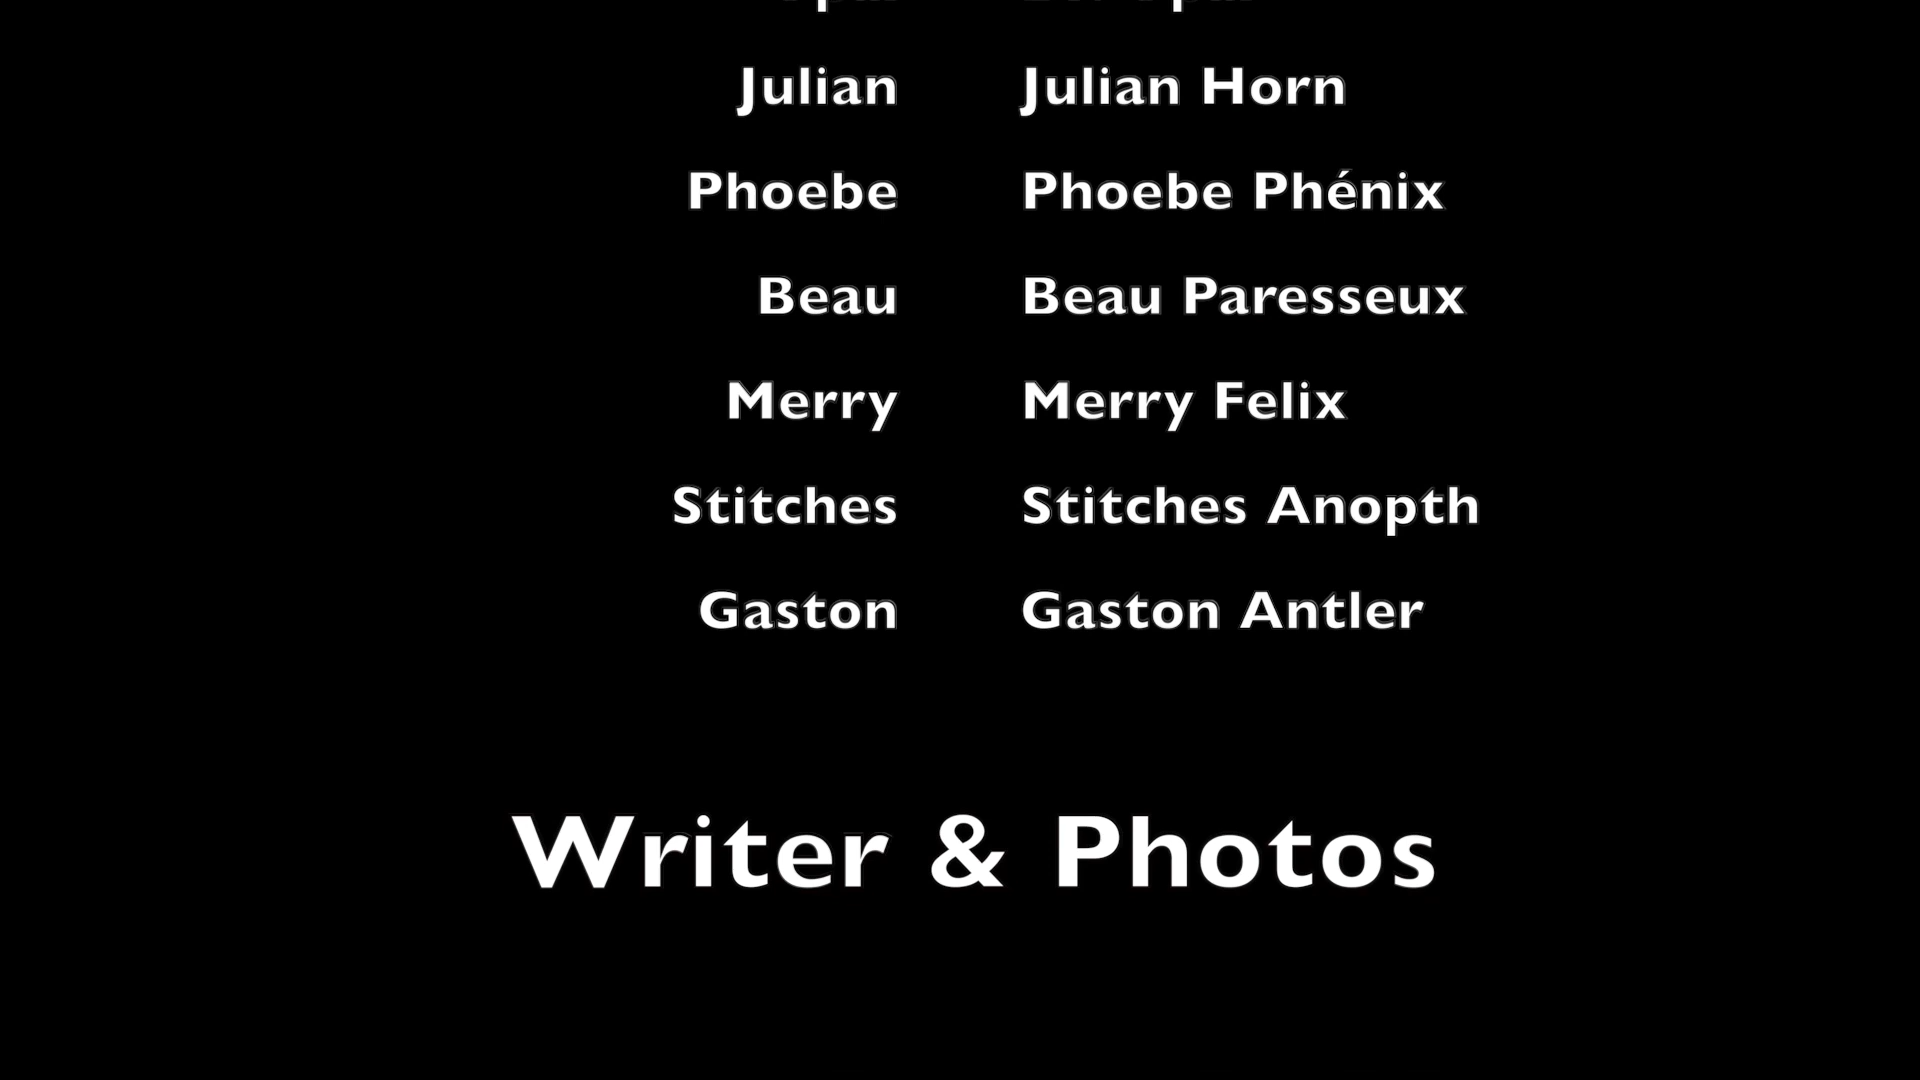 Julian Julian Horn
Phoebe Phoebe Phénix
Beau Beau Paresseux
Merry Merry Felix
Stitches Stitches Anopth
Gaston Gaston Antler
Writer & Photos